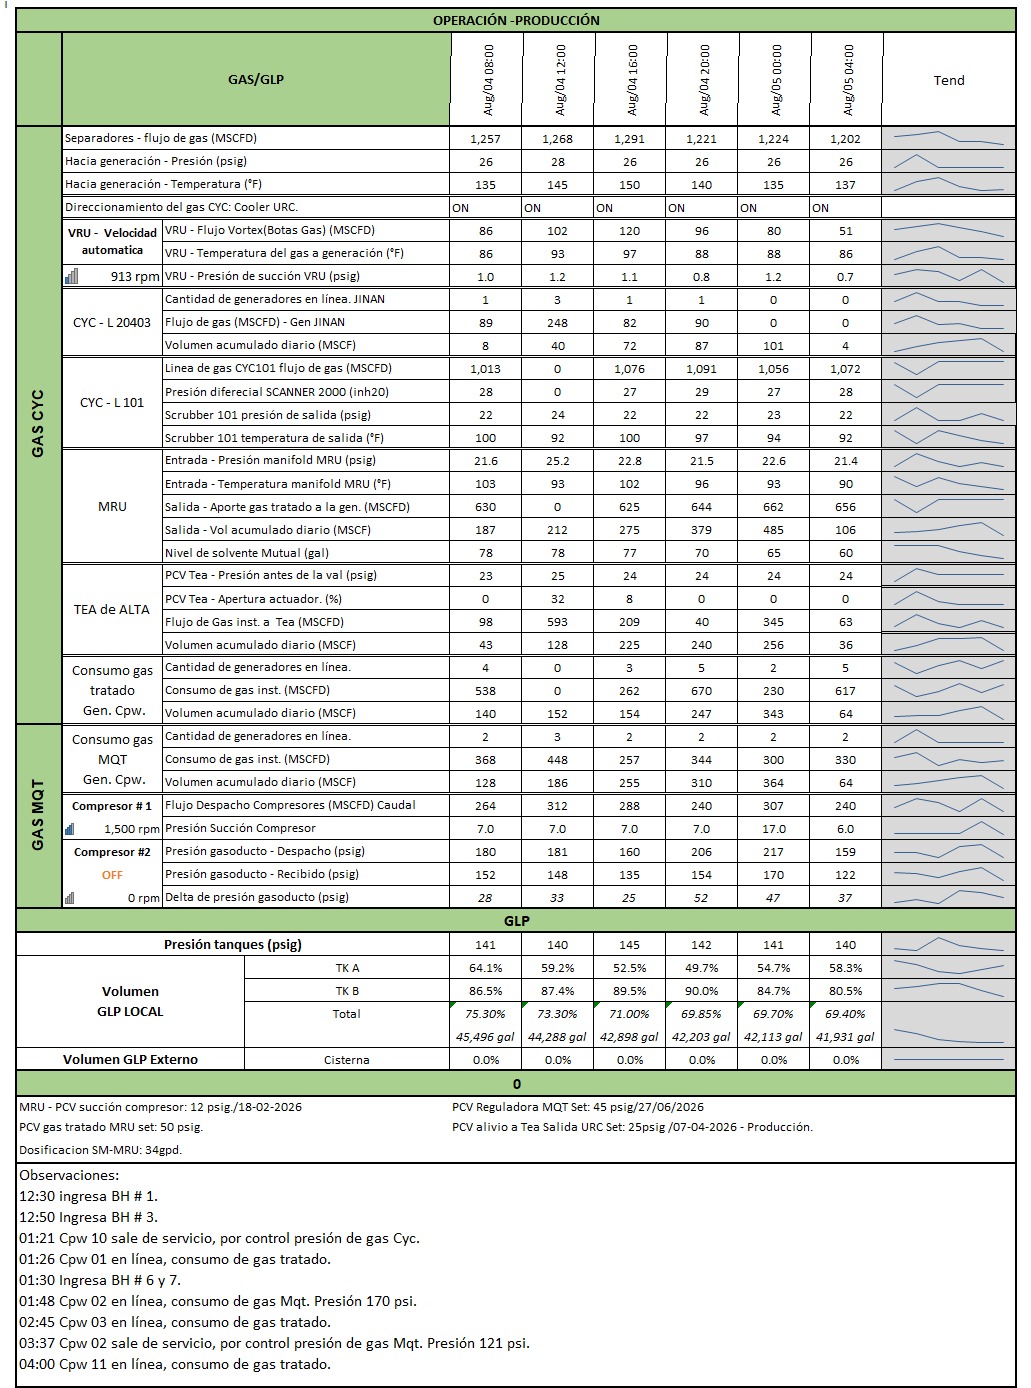 OPERACIÓN -PRODUCCIÓN
GAS/GLP Aug/04 08:00 Aug/04 12:00 Aug/04 16:00 Aug/04 20:00 Aug/05 00:00 Aug/05 04:00 Tend
GAS CYC
Separadores - flujo de gas (MSCFD) 1,257 1,268 1,291 1,221 1,224 1,202
Hacia generación - Presión (psig) 26 28 26 26 26 26
Hacia generación - Temperatura (°F) 135 145 150 140 135 137
Direccionamiento del gas CYC: Cooler URC. ON ON ON ON ON ON
VRU - Velocidad automatica
VRU - Flujo Vortex(Botas Gas) (MSCFD) 86 102 120 96 80 51
VRU - Temperatura del gas a generación (°F) 86 93 97 88 88 86
913 rpm VRU - Presión de succión VRU (psig) 1.0 1.2 1.1 0.8 1.2 0.7
CYC - L 20403
Cantidad de generadores en línea. JINAN 1 3 1 1 0 0
Flujo de gas (MSCFD) - Gen JINAN 89 248 82 90 0 0
Volumen acumulado diario (MSCF) 8 40 72 87 101 4
CYC - L 101
Linea de gas CYC101 flujo de gas (MSCFD) 1,013 0 1,076 1,091 1,056 1,072
Presión diferecial SCANNER 2000 (inh20) 28 0 27 29 27 28
Scrubber 101 presión de salida (psig) 22 24 22 22 23 22
Scrubber 101 temperatura de salida (°F) 100 92 100 97 94 92
MRU
Entrada - Presión manifold MRU (psig) 21.6 25.2 22.8 21.5 22.6 21.4
Entrada - Temperatura manifold MRU (°F) 103 93 102 96 93 90
Salida - Aporte gas tratado a la gen. (MSCFD) 630 0 625 644 662 656
Salida - Vol acumulado diario (MSCF) 187 212 275 379 485 106
Nivel de solvente Mutual (gal) 78 78 77 70 65 60
TEA de ALTA
PCV Tea - Presión antes de la val (psig) 23 25 24 24 24 24
PCV Tea - Apertura actuador. (%) 0 32 8 0 0 0
Flujo de Gas inst. a Tea (MSCFD) 98 593 209 40 345 63
Volumen acumulado diario (MSCF) 43 128 225 240 256 36
Consumo gas tratado Gen. Cpw.
Cantidad de generadores en línea. 4 0 3 5 2 5
Consumo de gas inst. (MSCFD) 538 0 262 670 230 617
Volumen acumulado diario (MSCF) 140 152 154 247 343 64
GAS MQT
Consumo gas MQT Gen. Cpw.
Cantidad de generadores en línea. 2 3 2 2 2 2
Consumo de gas inst. (MSCFD) 368 448 257 344 300 330
Volumen acumulado diario (MSCF) 128 186 255 310 364 64
Compresor # 1 Flujo Despacho Compresores (MSCFD) Caudal 264 312 288 240 307 240
1,500 rpm Presión Succión Compresor 7.0 7.0 7.0 7.0 17.0 6.0
Compresor #2 Presión gasoducto - Despacho (psig) 180 181 160 206 217 159
OFF Presión gasoducto - Recibido (psig) 152 148 135 154 170 122
0 rpm Delta de presión gasoducto (psig) 28 33 25 52 47 37
GLP
Presión tanques (psig) 141 140 145 142 141 140
Volumen GLP LOCAL
TK A 64.1% 59.2% 52.5% 49.7% 54.7% 58.3%
TK B 86.5% 87.4% 89.5% 90.0% 84.7% 80.5%
Total 75.30% 73.30% 71.00% 69.85% 69.70% 69.40%
45,496 gal 44,288 gal 42,898 gal 42,203 gal 42,113 gal 41,931 gal
Volumen GLP Externo Cisterna 0.0% 0.0% 0.0% 0.0% 0.0% 0.0%
0
MRU - PCV succión compresor: 12 psig./18-02-2026 PCV Reguladora MQT Set: 45 psig/27/06/2026
PCV gas tratado MRU set: 50 psig. PCV alivio a Tea Salida URC Set: 25psig /07-04-2026 - Producción.
Dosificacion SM-MRU: 34gpd.
Observaciones:
12:30 ingresa BH # 1.
12:50 Ingresa BH # 3.
01:21 Cpw 10 sale de servicio, por control presión de gas Cyc.
01:26 Cpw 01 en línea, consumo de gas tratado.
01:30 Ingresa BH # 6 y 7.
01:48 Cpw 02 en línea, consumo de gas Mqt. Presión 170 psi.
02:45 Cpw 03 en línea, consumo de gas tratado.
03:37 Cpw 02 sale de servicio, por control presión de gas Mqt. Presión 121 psi.
04:00 Cpw 11 en línea, consumo de gas tratado.